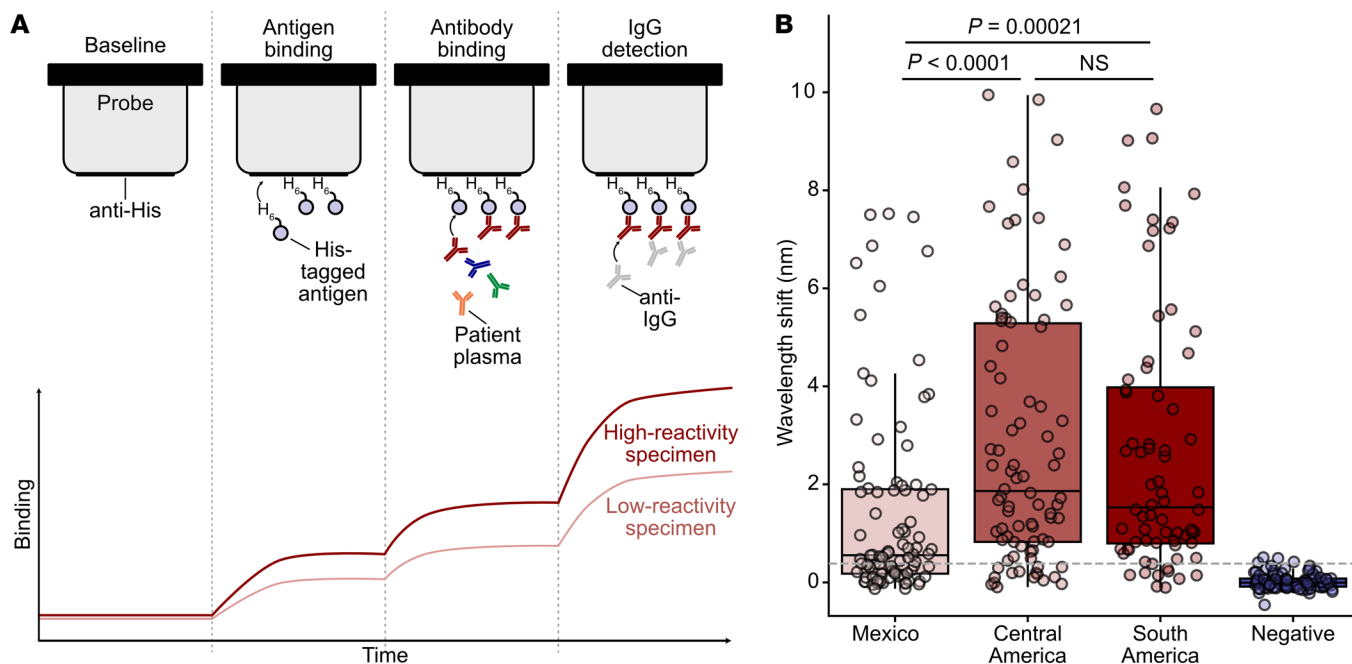 A
Baseline
Antigen
binding
Antibody
binding
IgG
detection
Probe
anti-His
H6
H6 H6
His-
tagged
antigen
H6 H6 H6
Patient
plasma
H6 H6 H6
anti-
IgG
High-reactivity
specimen
Low-reactivity
specimen
Binding
Time
B
P = 0.00021
P < 0.0001
NS
Wavelength shift (nm)
10
8
6
4
2
0
Mexico
Central
America
South
America
Negative